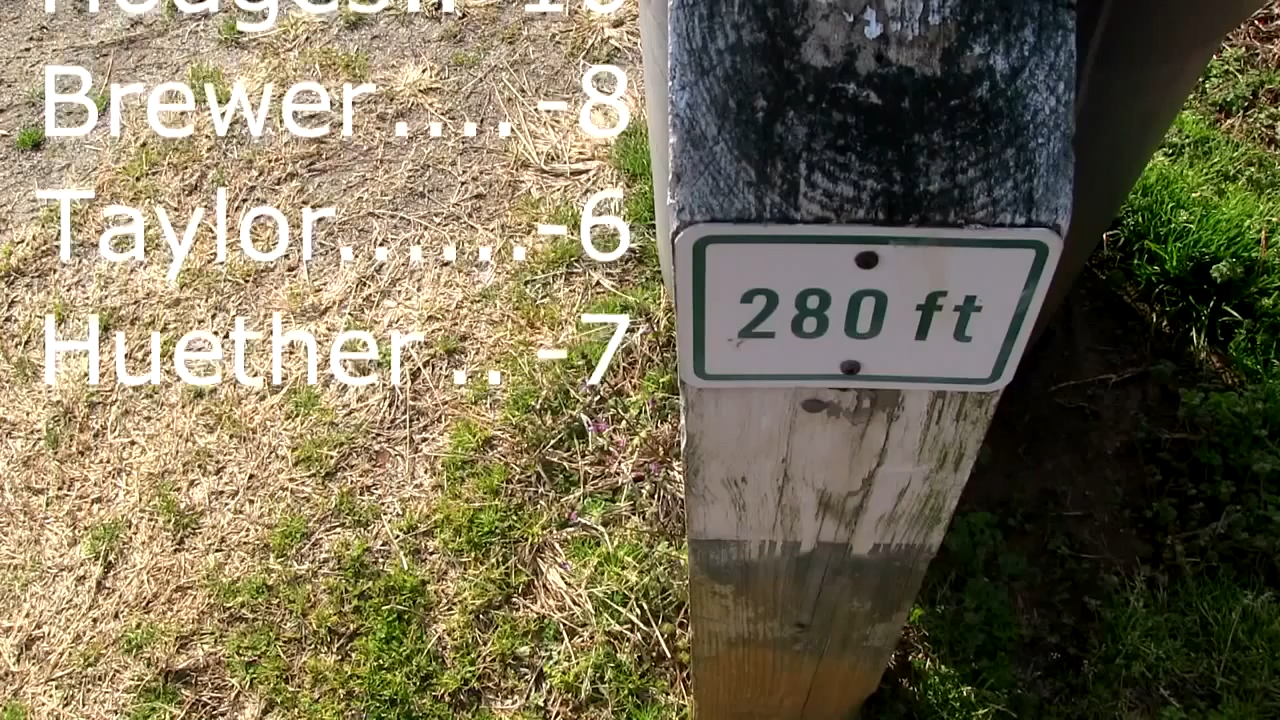 Brewer.... -8
Taylor......-6
Huether .. -7
280 ft